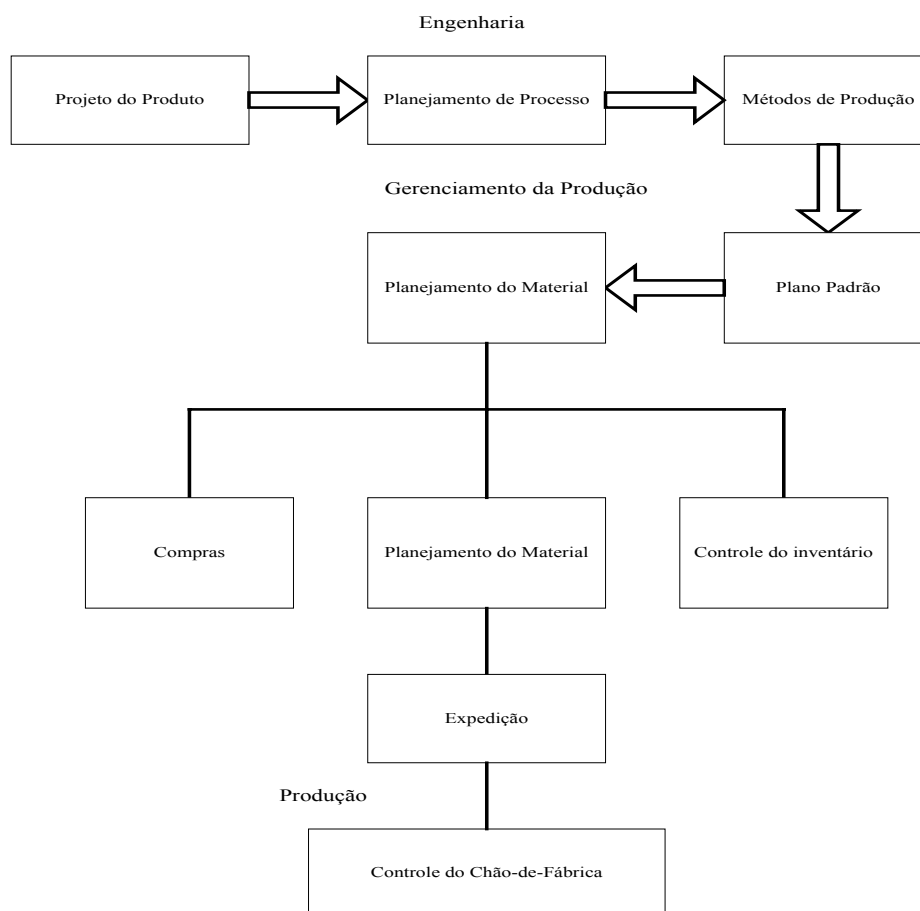 Engenharia
Projeto do Produto
Planejamento de Processo
Métodos de Produção
Gerenciamento da Produção
Planejamento do Material
Plano Padrão
Compras
Planejamento do Material
Controle do inventário
Expedição
Produção
Controle do Chão-de-Fábrica